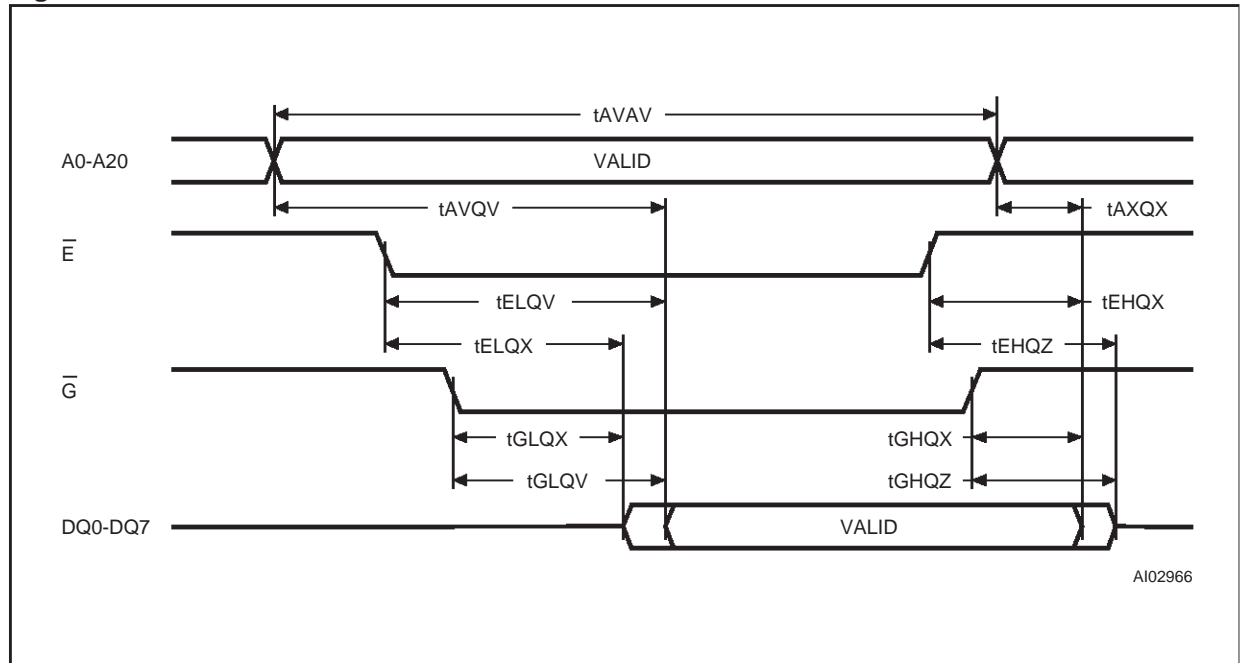 tAVAV
A0-A20 VALID
tAVQV tAXQX
E
tELQV tEHQX
tELQX tEHQZ
G
tGLQX tGHQX
tGLQV tGHQZ
DQ0-DQ7 VALID
AI02966